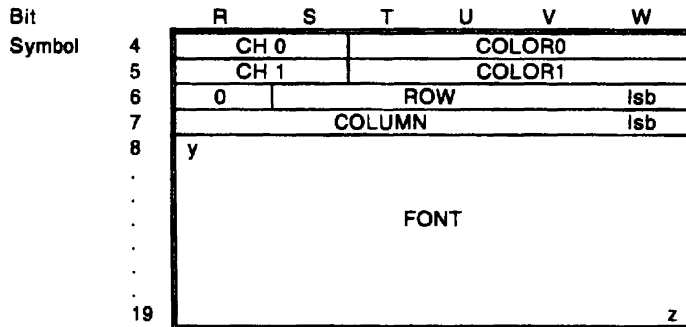 Bit R S T U V W
Symbol 4 CH 0 COLOR0
5 CH 1 COLOR1
6 0 ROW lsb
7 COLUMN lsb
8 y
.
.
. FONT
.
.
.
19 z